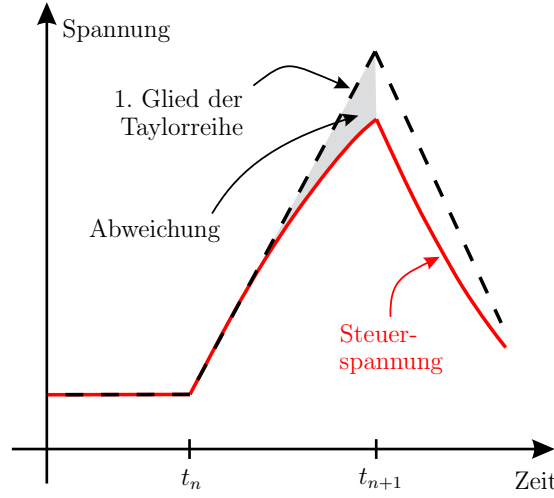 Spannung
1. Glied der
Taylorreihe
Abweichung
Steuer-
spannung
t_n
t_{n+1}
Zeit